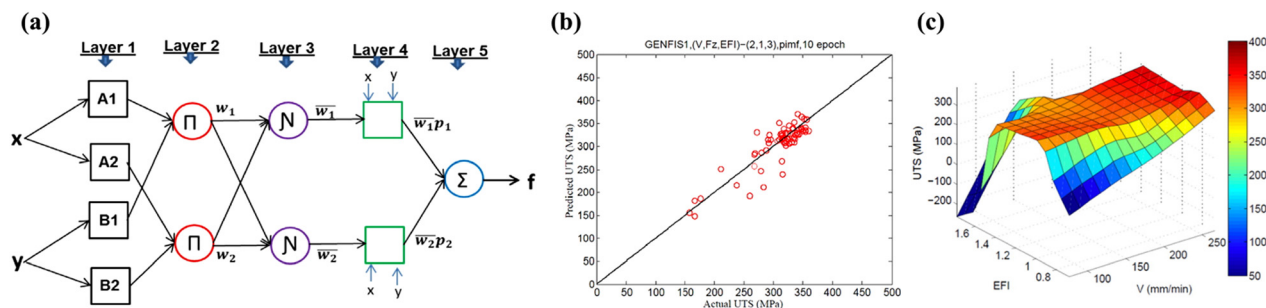 (a)
Layer 1
Layer 2
Layer 3
Layer 4
Layer 5
x
y
A1
A2
B1
B2
x
y
Π
Π
w1
w2
N
N
w1
w2
w1p1
w2p2
x
y
Σ
f
(b)
GENFIS1,(V,Fz,EFI)−(2,1,3),pimf,10 epoch
Predicted UTS (MPa)
500
450
400
350
300
250
200
150
100
50
0
0
50
100
150
200
250
300
350
400
450
500
Actual UTS (MPa)
(c)
UTS (MPa)
300
200
100
0
−100
−200
1.6
1.4
1.2
1
0.8
EFI
100
150
200
250
V (mm/min)
400
350
300
250
200
150
100
50